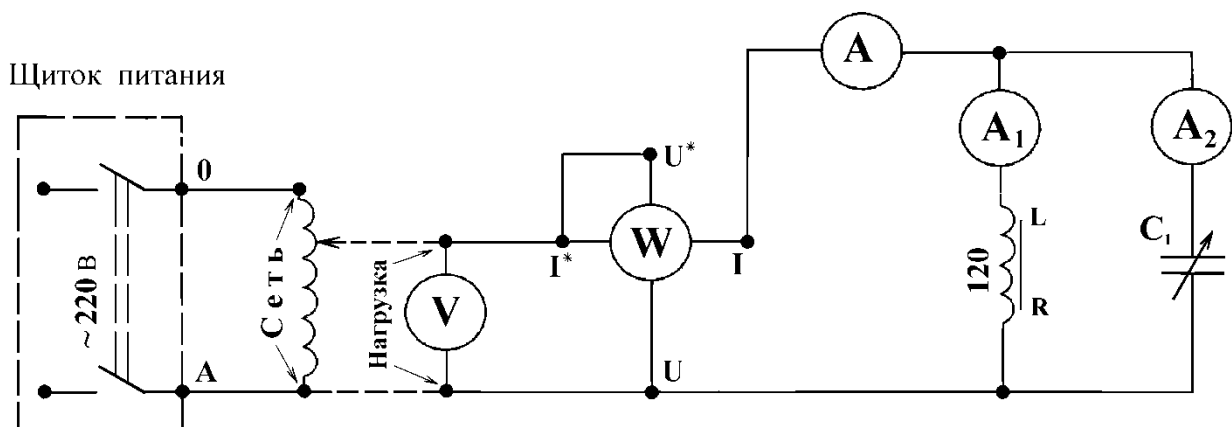 Щиток питания
~220 В
0
А
Сеть
Нагрузка
V
I*
U*
W
U
I
A
A₁
120
L
R
A₂
C₁